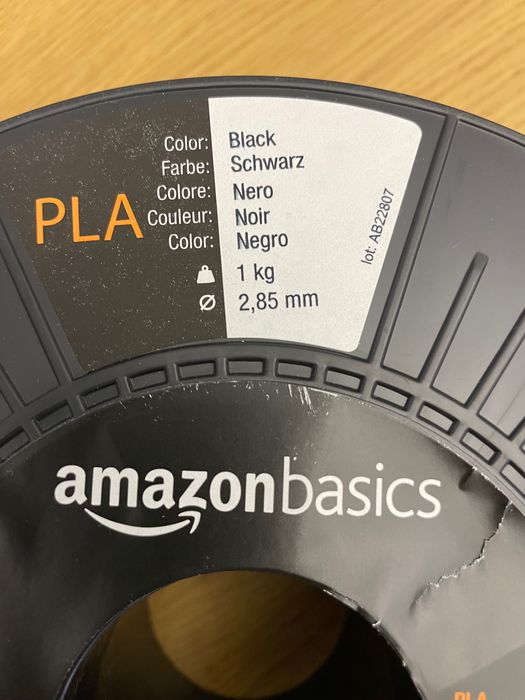 PLA
Color: Black
Farbe: Schwarz
Colore: Nero
Couleur: Noir
Color: Negro
1 kg
Ø 2,85 mm
lot: AB22807
amazonbasics
PLA